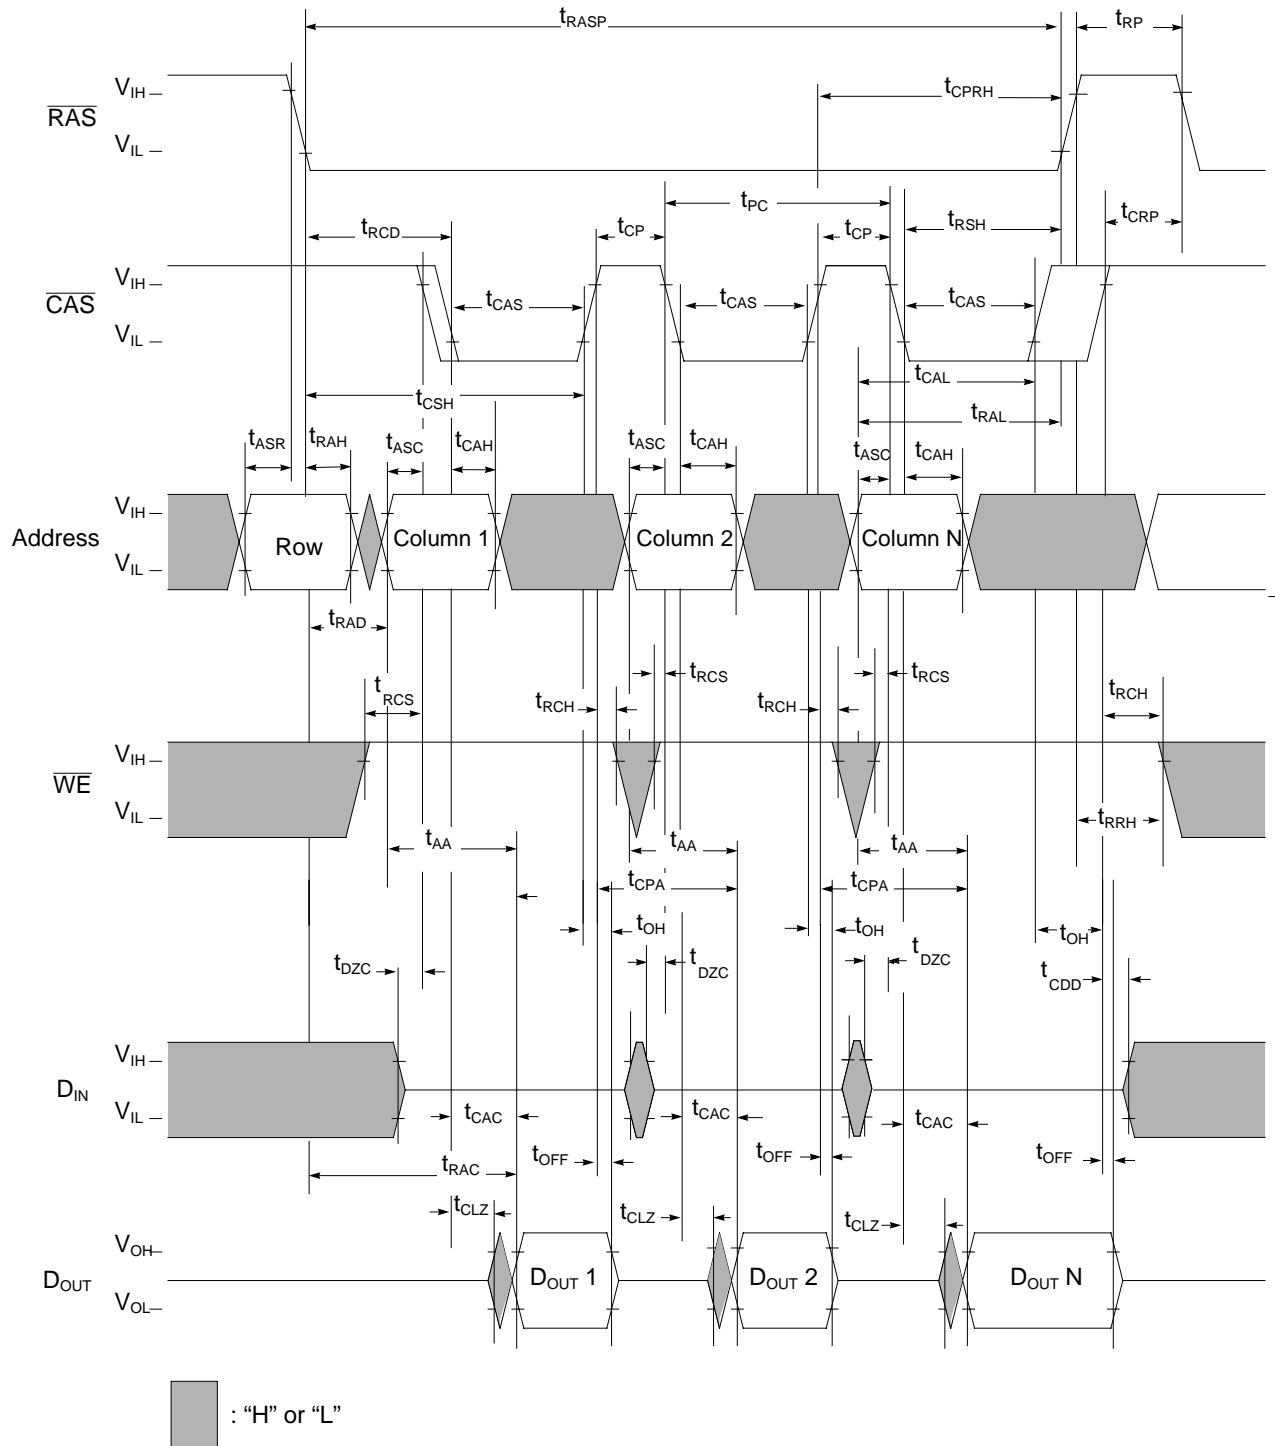 tRASP
tRP
VIH
tCPRH
RAS
VIL
tPC
tRCD
tCP
tCP
tRSH
tCRP
VIH
CAS
tCAS
tCAS
tCAS
VIL
tCAL
tCSH
tRAL
tASR
tRAH
tASC
tCAH
tASC
tCAH
tASC
tCAH
VIH
Address
Row
Column 1
Column 2
Column N
VIL
tRAD
tRCS
tRCS
tRCS
tRCH
tRCH
tRCH
VIH
WE
VIL
tRRH
tAA
tAA
tAA
tCPA
tCPA
tOH
tOH
tOH
tDZC
tDZC
tDZC
tCDD
VIH
DIN
VIL
tCAC
tCAC
tCAC
tOFF
tOFF
tOFF
tRAC
tCLZ
tCLZ
tCLZ
VOH
DOUT
DOUT 1
DOUT 2
DOUT N
VOL
: “H” or “L”